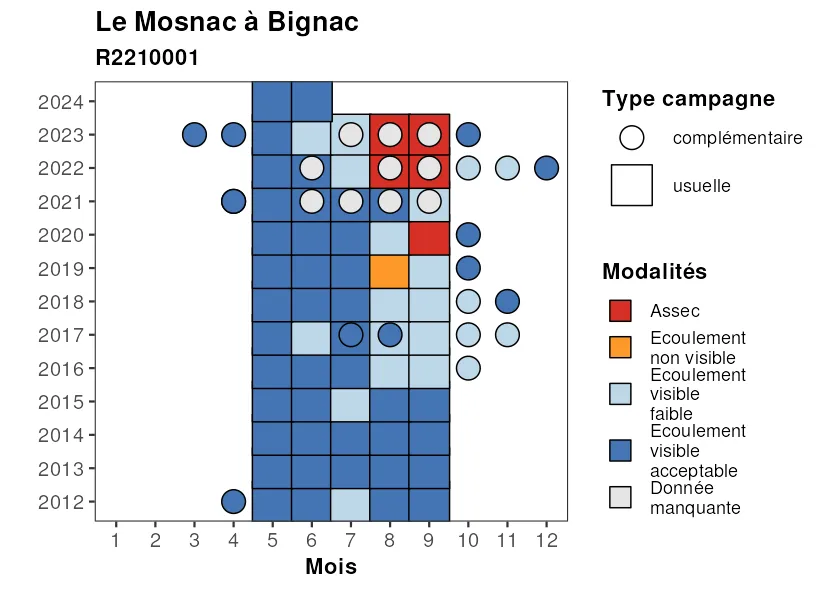 Le Mosnac à Bignac
R2210001
2024
2023
2022
2021
2020
2019
2018
2017
2016
2015
2014
2013
2012
1 2 3 4 5 6 7 8 9 10 11 12
Mois
Type campagne
complémentaire
usuelle
Modalités
Assec
Ecoulement
non visible
Ecoulement
visible
faible
Ecoulement
visible
acceptable
Donnée
manquante